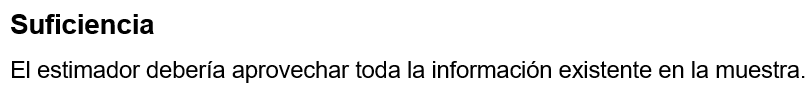 Suficiencia
El estimador debería aprovechar toda la información existente en la muestra.